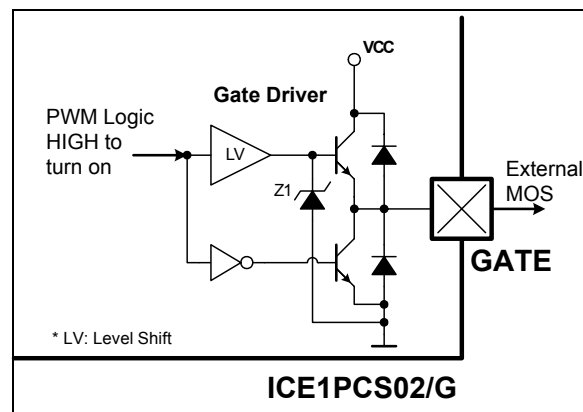 VCC
Gate Driver
PWM Logic
HIGH to
turn on
LV
Z1
External
MOS
GATE
* LV: Level Shift
ICE1PCS02/G